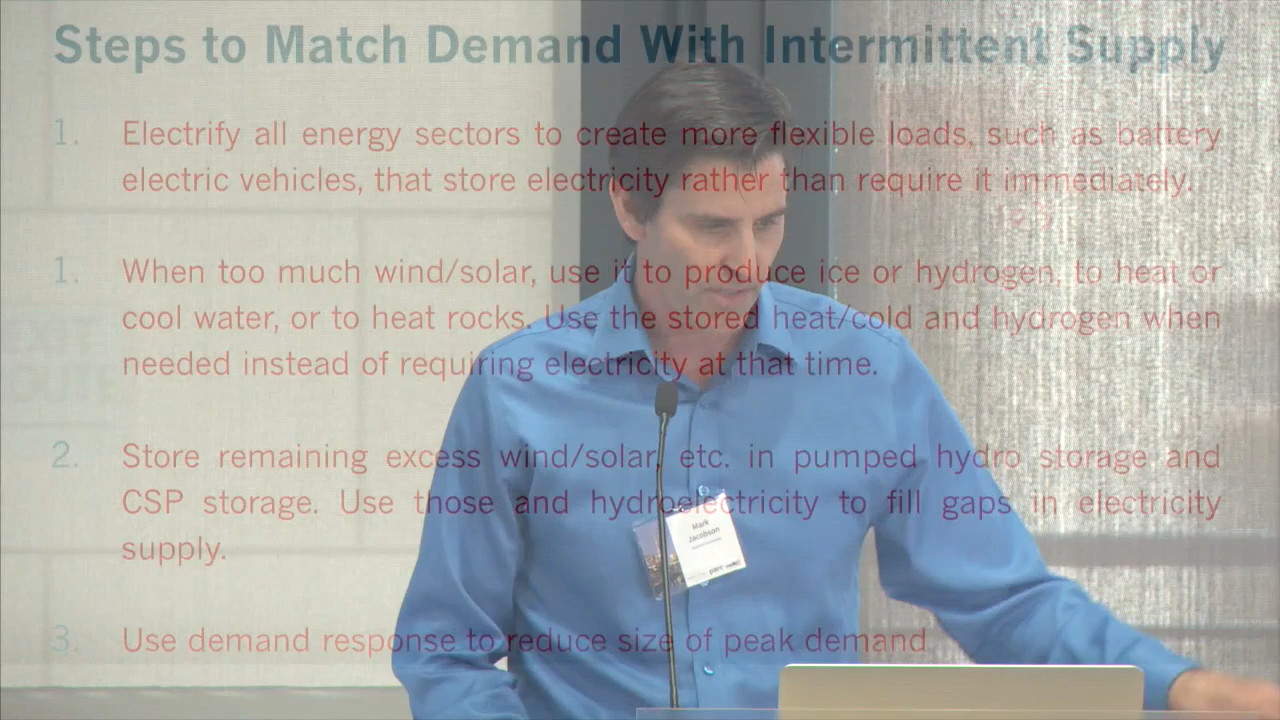 Steps to Match Demand With Intermittent Supply
1. Electrify all energy sectors to create more flexible loads, such as battery
electric vehicles, that store electricity rather than require it immediately.
1. When too much wind/solar, use it to produce ice or hydrogen, to heat or
cool water, or to heat rocks. Use the stored heat/cold and hydrogen when
needed instead of requiring electricity at that time.
2. Store remaining excess wind/solar, etc. in pumped hydro storage and
CSP storage. Use those and hydroelectricity to fill gaps in electricity
supply.
3. Use demand response to reduce size of peak demand
Mark
Jacobson
parc